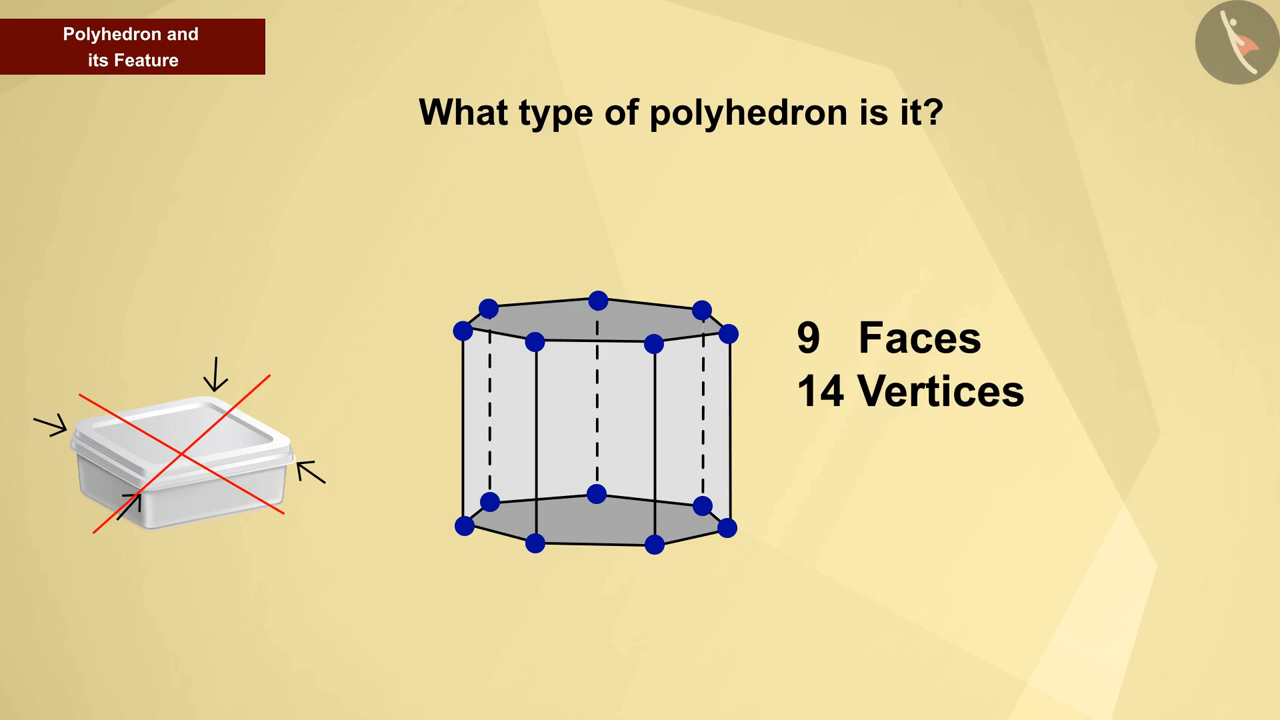 Polyhedron and
its Feature
What type of polyhedron is it?
9 Faces
14 Vertices